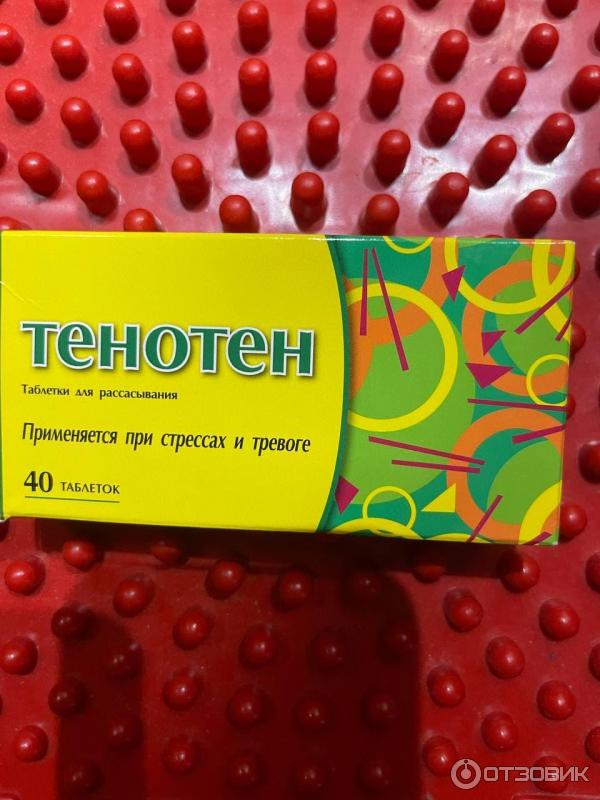 тенотен
Таблетки для рассасывания
Применяется при стрессах и тревоге
40 ТАБЛЕТОК
ОТЗОВИК